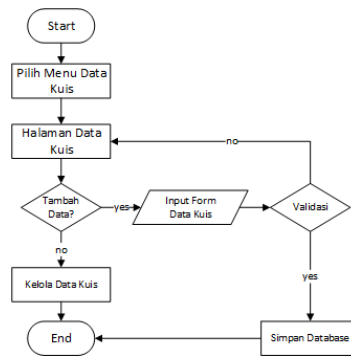 Start
Pilih Menu Data
Kuis
Halaman Data
Kuis
no
Tambah
Data?
yes
Input Form
Data Kuis
Validasi
no
yes
Kelola Data Kuis
End
Simpan Database